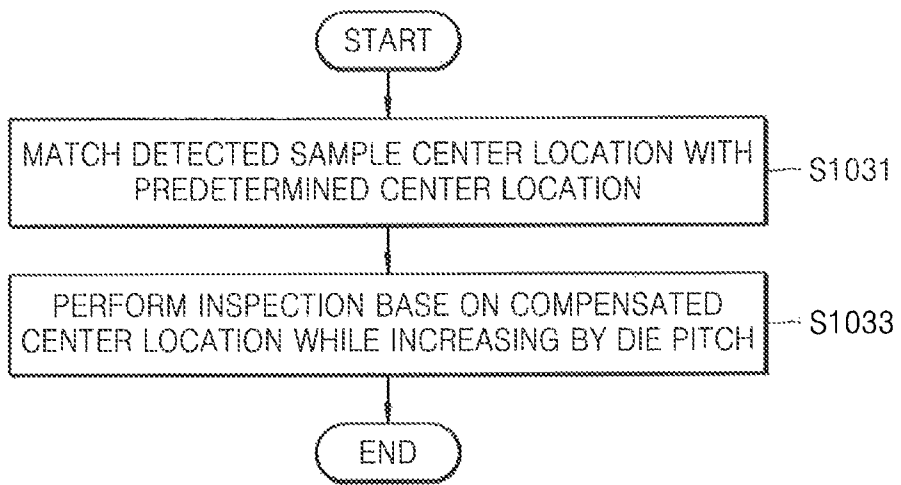 START
MATCH DETECTED SAMPLE CENTER LOCATION WITH
PREDETERMINED CENTER LOCATION
S1031
PERFORM INSPECTION BASE ON COMPENSATED
CENTER LOCATION WHILE INCREASING BY DIE PITCH
S1033
END